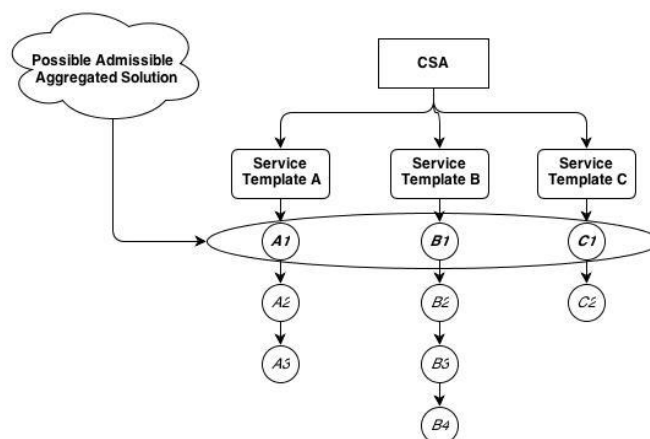 Possible Admissible
Aggregated Solution
CSA
Service
Template A
Service
Template B
Service
Template C
A1
B1
C1
A2
B2
C2
A3
B3
B4